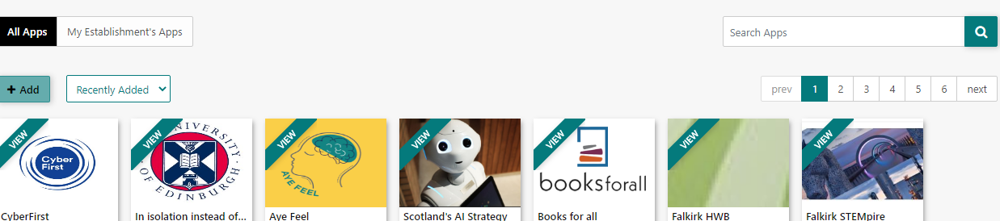 All Apps My Establishment's Apps Search Apps
+ Add Recently Added prev 1 2 3 4 5 6 next
VIEW VIEW VIEW VIEW VIEW VIEW VIEW
Cyber
First
UNIVERSITY
OF EDINBURGH
AYE FEEL
booksforall
CyberFirst In isolation instead of... Aye Feel Scotland's AI Strategy Books for all Falkirk HWB Falkirk STEMpire